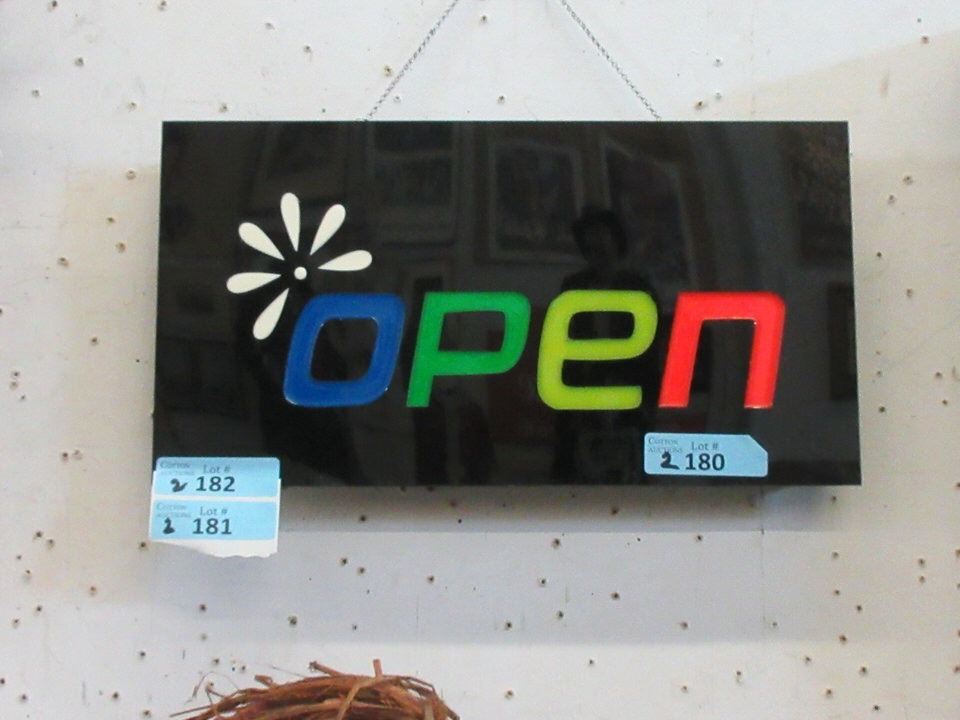 open
Cotton Auctions Lot #
2 180
Cotton Auctions Lot #
2 182
Cotton Auctions Lot #
2 181